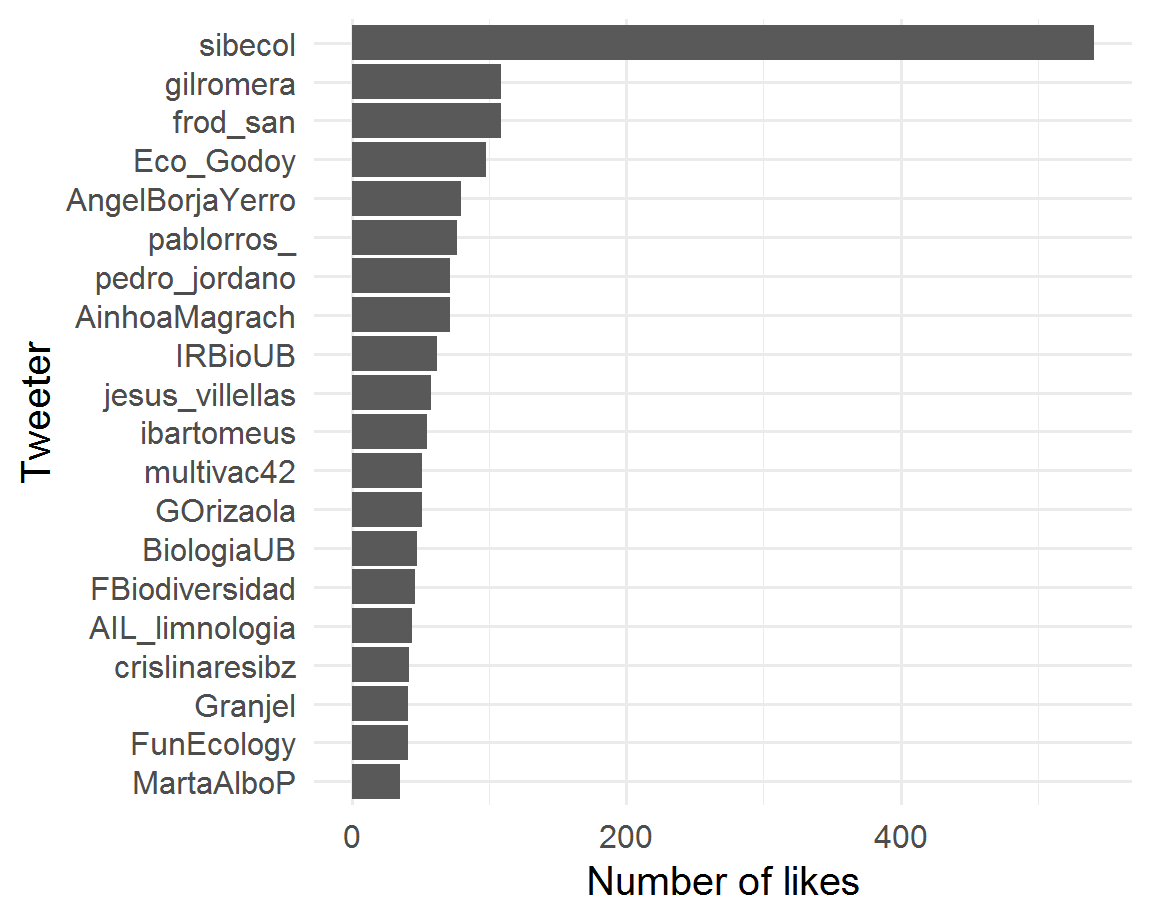 sibecol
gilromera
frod_san
Eco_Godoy
AngelBorjaYerro
pablorros_
pedro_jordano
AinhoaMagrach
IRBioUB
jesus_villellas
ibartomeus
multivac42
GOrizaola
BiologiaUB
FBiodiversidad
AIL_limnologia
crislinaresibz
Granjel
FunEcology
MartaAlboP
Tweeter
0 200 400
Number of likes